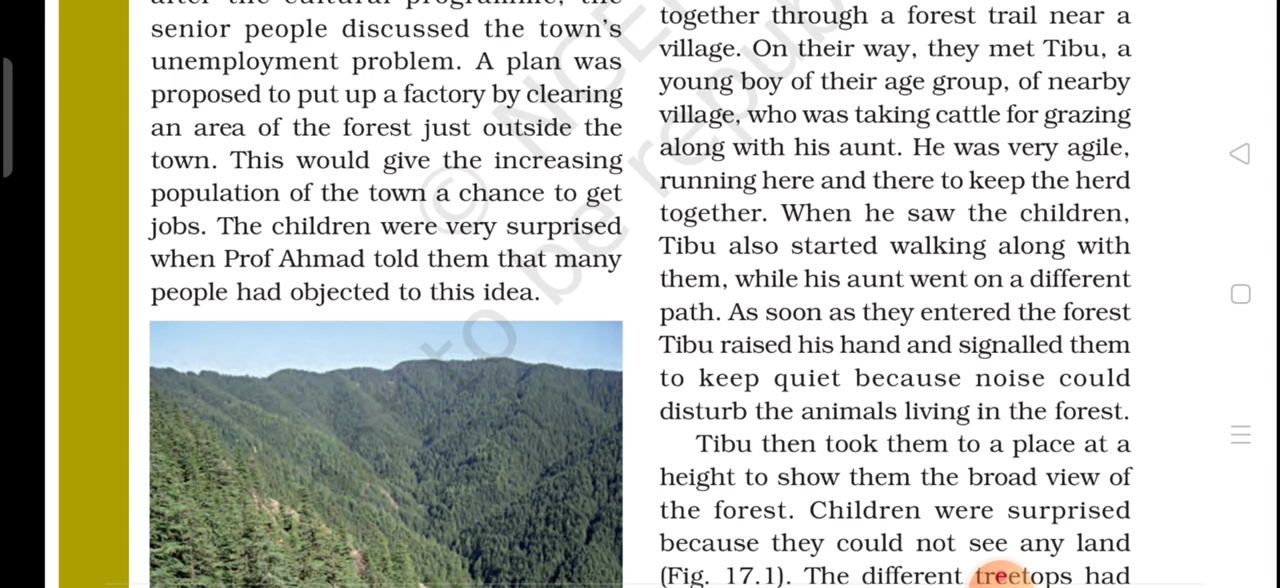 after the cultural programme, the
senior people discussed the town's
unemployment problem. A plan was
proposed to put up a factory by clearing
an area of the forest just outside the
town. This would give the increasing
population of the town a chance to get
jobs. The children were very surprised
when Prof Ahmad told them that many
people had objected to this idea.
together through a forest trail near a
village. On their way, they met Tibu, a
young boy of their age group, of nearby
village, who was taking cattle for grazing
along with his aunt. He was very agile,
running here and there to keep the herd
together. When he saw the children,
Tibu also started walking along with
them, while his aunt went on a different
path. As soon as they entered the forest
Tibu raised his hand and signalled them
to keep quiet because noise could
disturb the animals living in the forest.
Tibu then took them to a place at a
height to show them the broad view of
the forest. Children were surprised
because they could not see any land
(Fig. 17.1). The different treetops had
© NCE
to be repub